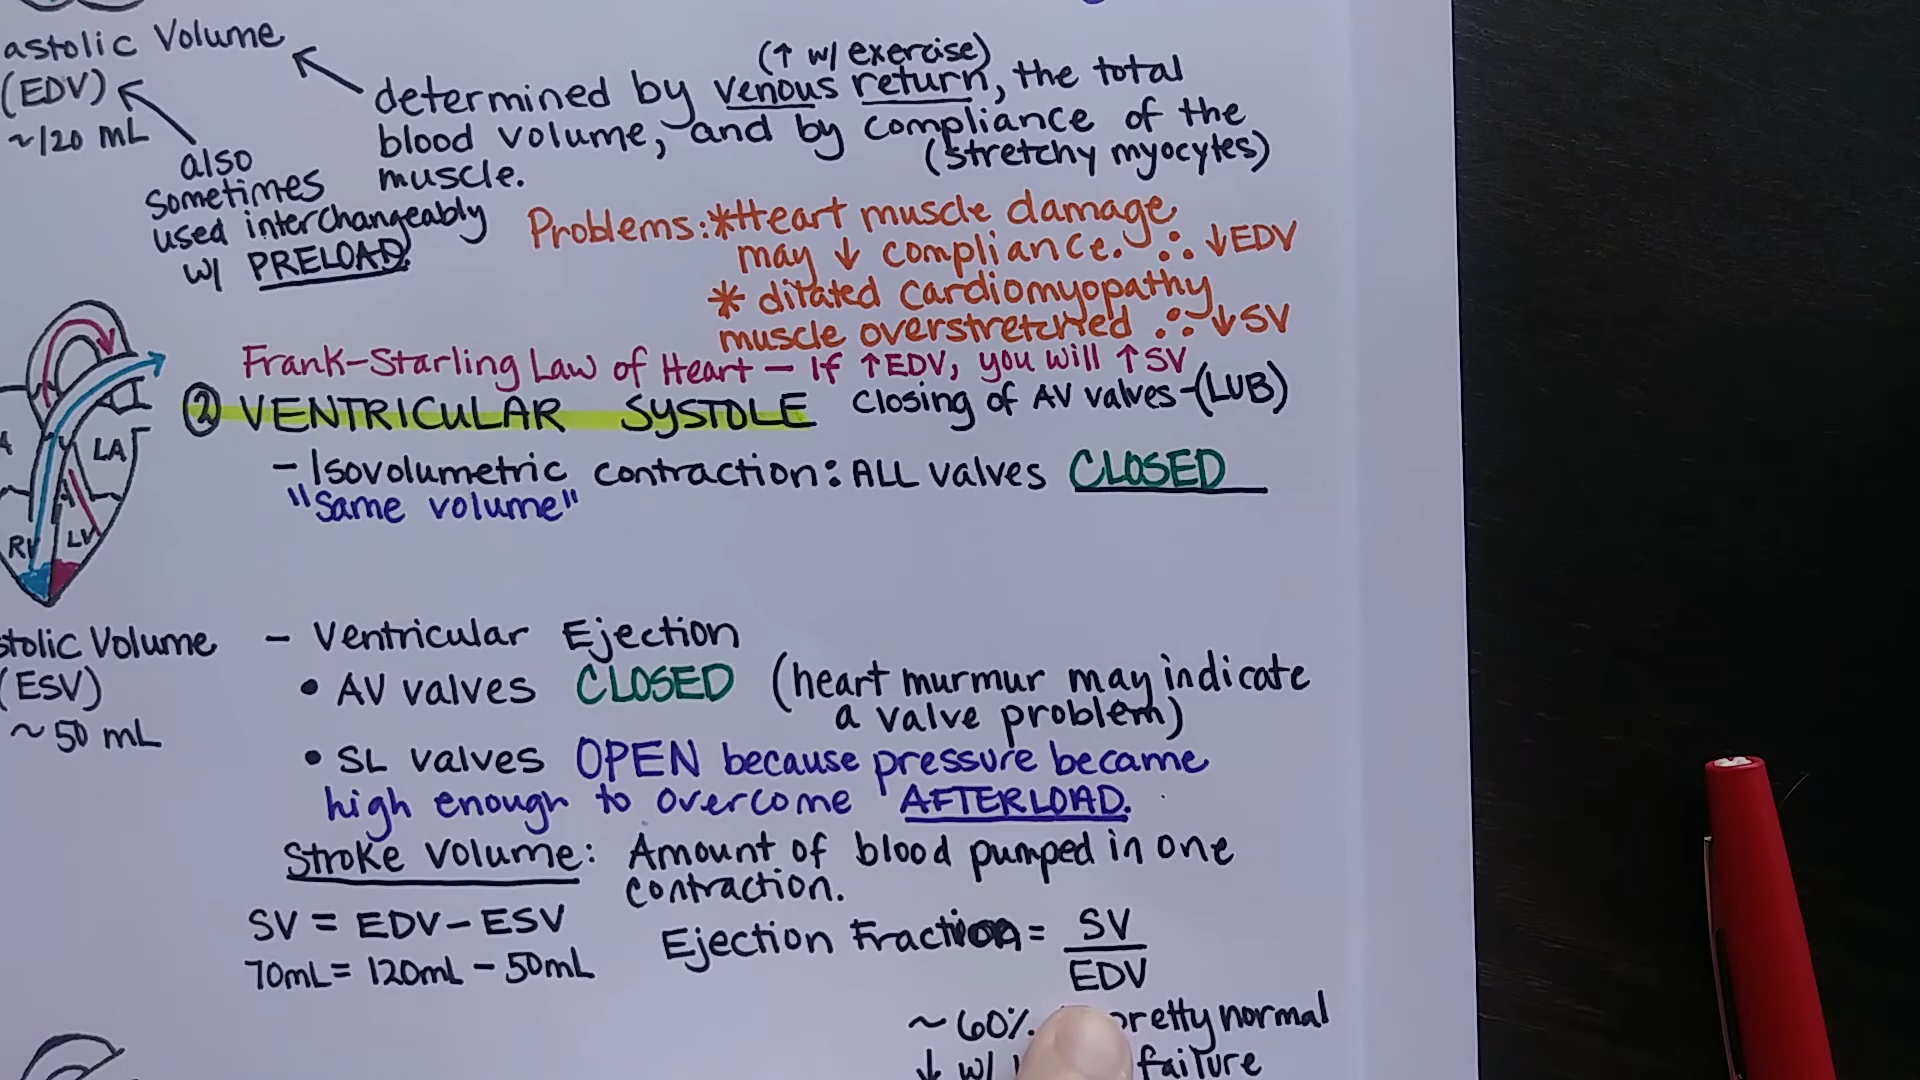 astolic Volume
(EDV)
~120 mL
also
sometimes
used interchangeably
w/ PRELOAD.
(↑ w/ exercise)
determined by venous return, the total
blood volume, and by compliance of the
muscle.
(stretchy myocytes)
Problems: *Heart muscle damage
may ↓ compliance. ∴ ↓EDV
* dilated cardiomyopathy
muscle overstretched ∴ ↓SV
Frank-Starling Law of Heart – If ↑EDV, you will ↑SV
② VENTRICULAR SYSTOLE closing of AV valves-(LUB)
- Isovolumetric contraction: ALL valves CLOSED
"Same volume"
A
LA
RV
LV
stolic Volume
(ESV)
~50 mL
- Ventricular Ejection
• AV valves CLOSED (heart murmur may indicate
a valve problem)
• SL valves OPEN because pressure became
high enough to overcome AFTERLOAD.
Stroke Volume: Amount of blood pumped in one
contraction.
SV = EDV – ESV
70mL = 120mL – 50mL
Ejection Fraction = SV
EDV
~ 60% pretty normal
↓ w/ failure